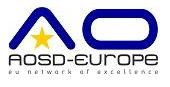 AO
AOSD-EUROPE
eu network of excellence